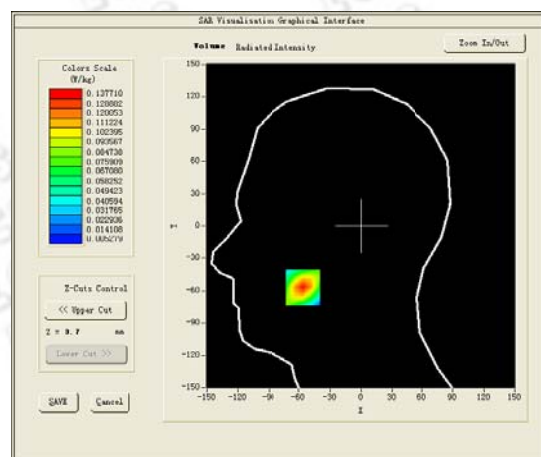 SAR Visualisation Graphical Interface
Volume Radiated Intensity
Zoom In/Out
Colors Scale
(W/kg)
0.137710
0.128882
0.120053
0.111224
0.102395
0.093567
0.084738
0.075909
0.067080
0.058252
0.049423
0.040594
0.031765
0.022936
0.014108
0.005279
150
120
90
60
30
0
-30
-60
-90
-120
-150
Y
-150 -120 -90 -60 -30 0 30 60 90 120 150
X
Z-Cuts Control
<< Upper Cut
Z = 3.7 mm
Lower Cut >>
SAVE
Cancel